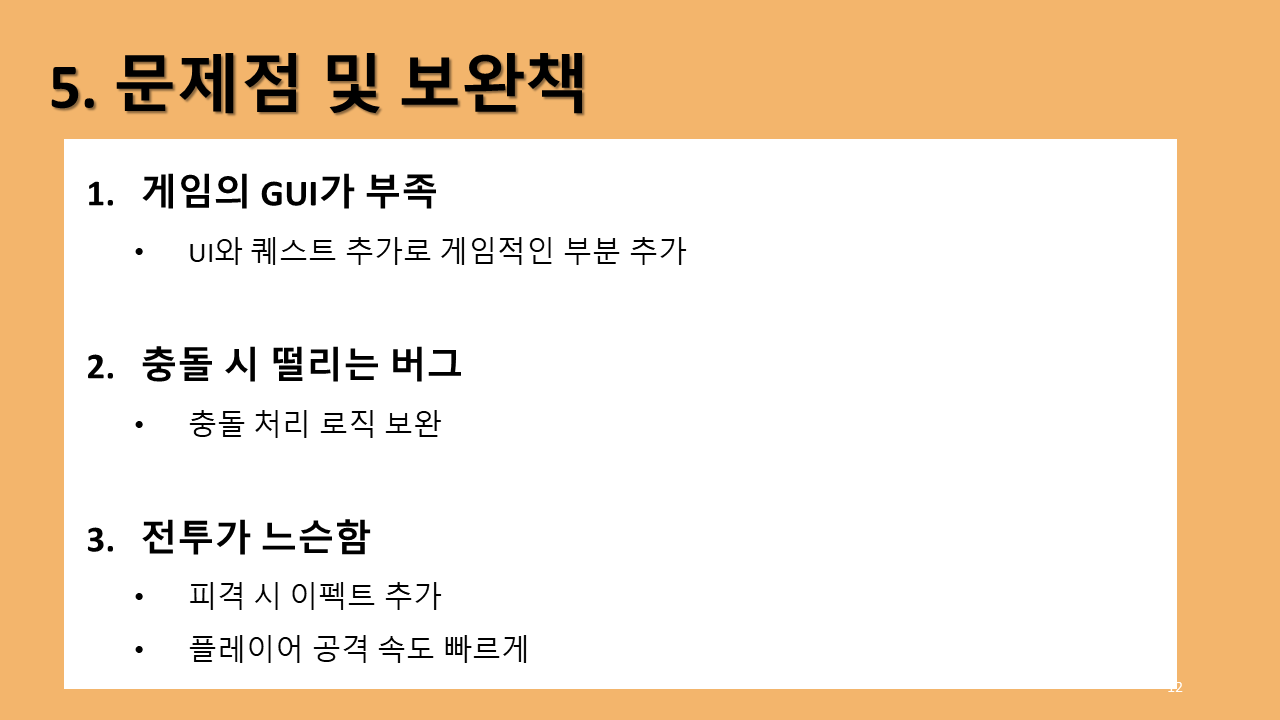 5. 문제점 및 보완책
1. 게임의 GUI가 부족
• UI와 퀘스트 추가로 게임적인 부분 추가
2. 충돌 시 떨리는 버그
• 충돌 처리 로직 보완
3. 전투가 느슨함
• 피격 시 이펙트 추가
• 플레이어 공격 속도 빠르게
12